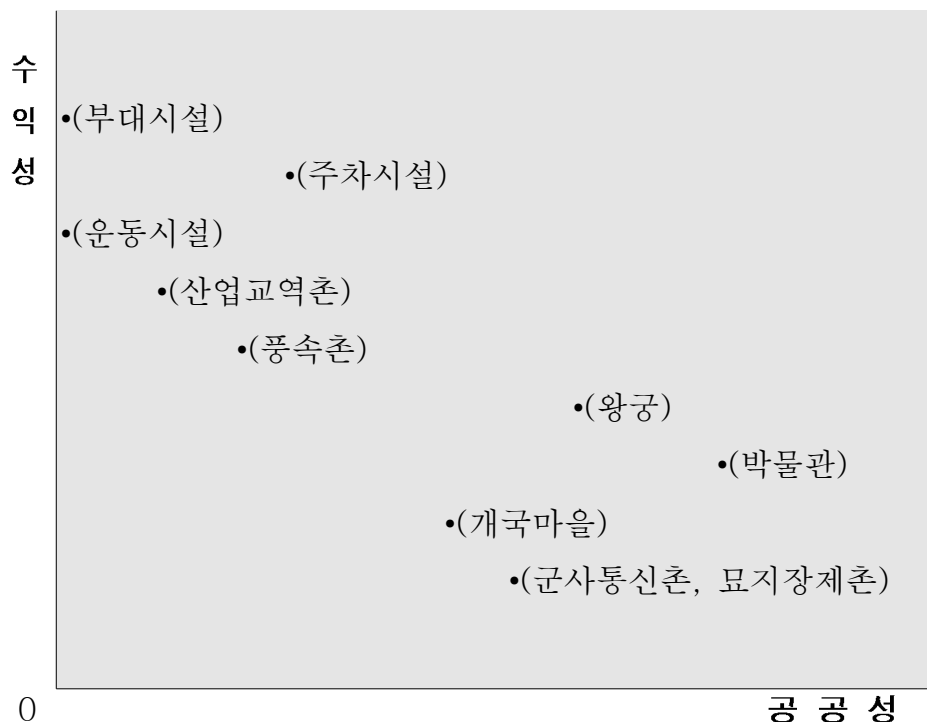 수익성
•(부대시설)
•(주차시설)
•(운동시설)
•(산업교역촌)
•(풍속촌)
•(왕궁)
•(박물관)
•(개국마을)
•(군사통신촌, 묘지장제촌)
0
공 공 성